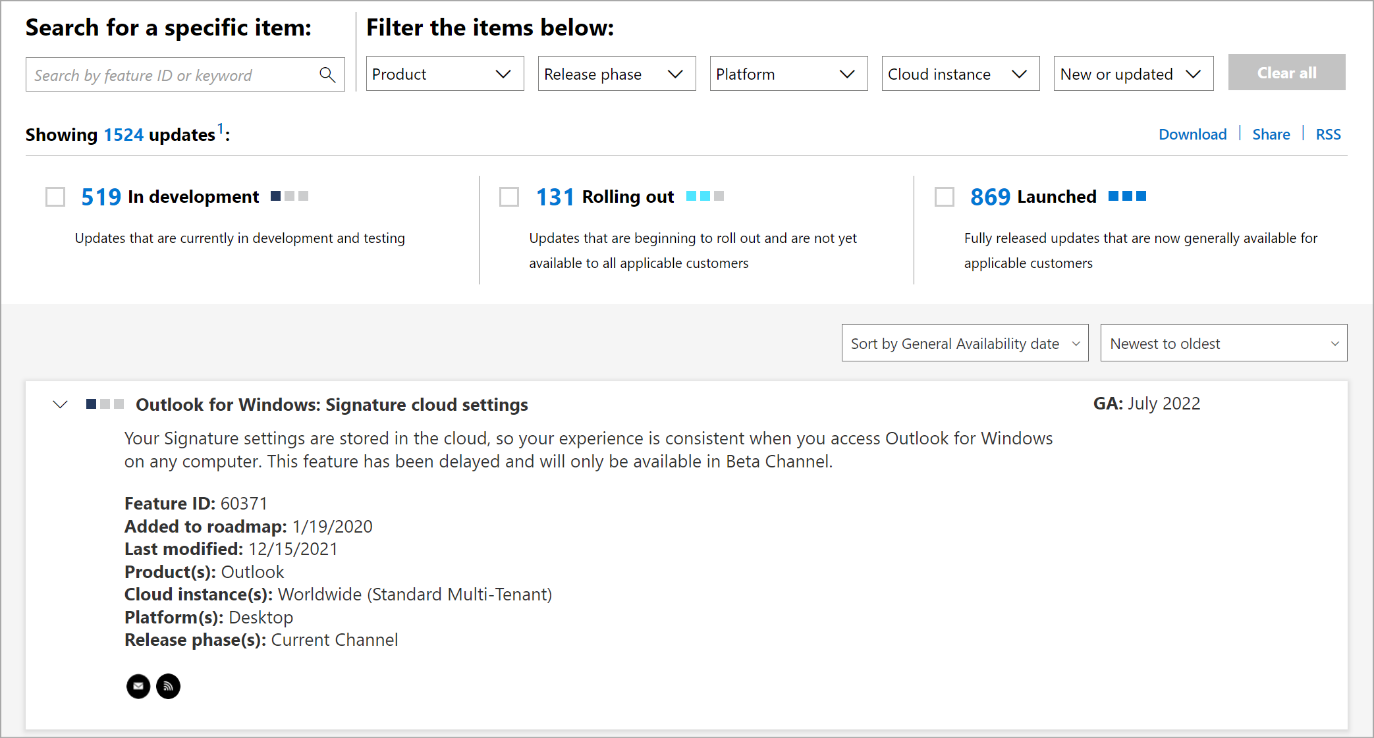 Search for a specific item:
Filter the items below:
Search by feature ID or keyword
Product
Release phase
Platform
Cloud instance
New or updated
Clear all
Showing 1524 updates1:
Download
Share
RSS
519 In development
Updates that are currently in development and testing
131 Rolling out
Updates that are beginning to roll out and are not yet
available to all applicable customers
869 Launched
Fully released updates that are now generally available for
applicable customers
Sort by General Availability date
Newest to oldest
Outlook for Windows: Signature cloud settings
GA: July 2022
Your Signature settings are stored in the cloud, so your experience is consistent when you access Outlook for Windows
on any computer. This feature has been delayed and will only be available in Beta Channel.
Feature ID: 60371
Added to roadmap: 1/19/2020
Last modified: 12/15/2021
Product(s): Outlook
Cloud instance(s): Worldwide (Standard Multi-Tenant)
Platform(s): Desktop
Release phase(s): Current Channel